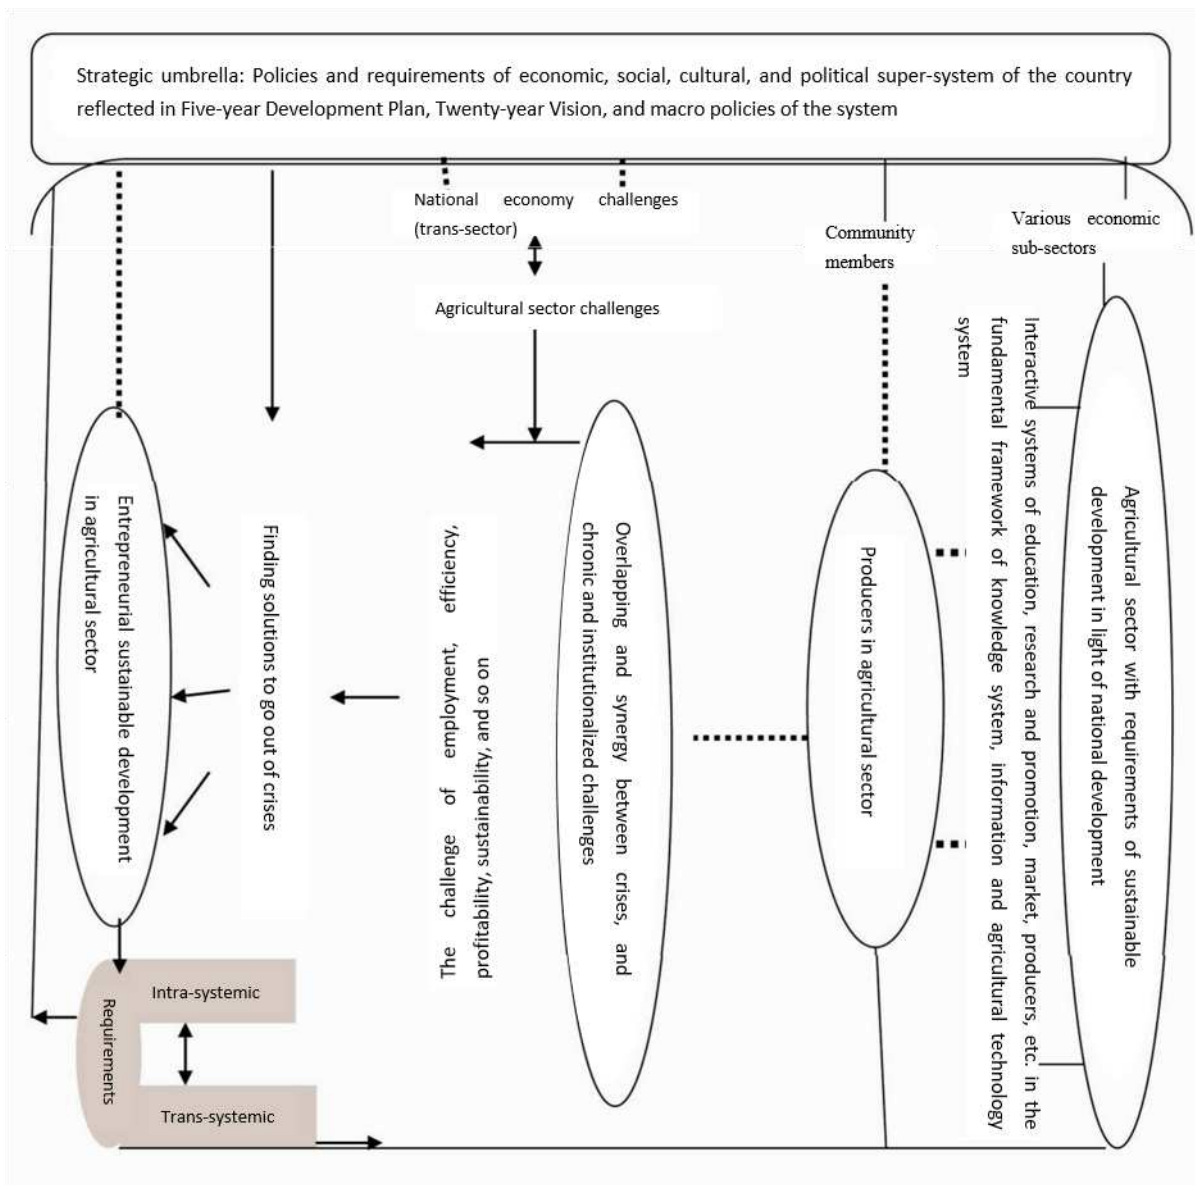 Strategic umbrella: Policies and requirements of economic, social, cultural, and political super-system of the country
reflected in Five-year Development Plan, Twenty-year Vision, and macro policies of the system
National economy challenges
(trans-sector)
Community
members
Various economic
sub-sectors
Agricultural sector challenges
Entrepreneurial sustainable development
in agricultural sector
Finding solutions to go out of crises
The challenge of employment, efficiency,
profitability, sustainability, and so on
Overlapping and synergy between crises, and
chronic and institutionalized challenges
Producers in agricultural sector
Interactive systems of education, research and promotion, market, producers, etc. in the
fundamental framework of knowledge system, information and agricultural technology
system
Agricultural sector with requirements of sustainable
development in light of national development
Requirements
Intra-systemic
Trans-systemic